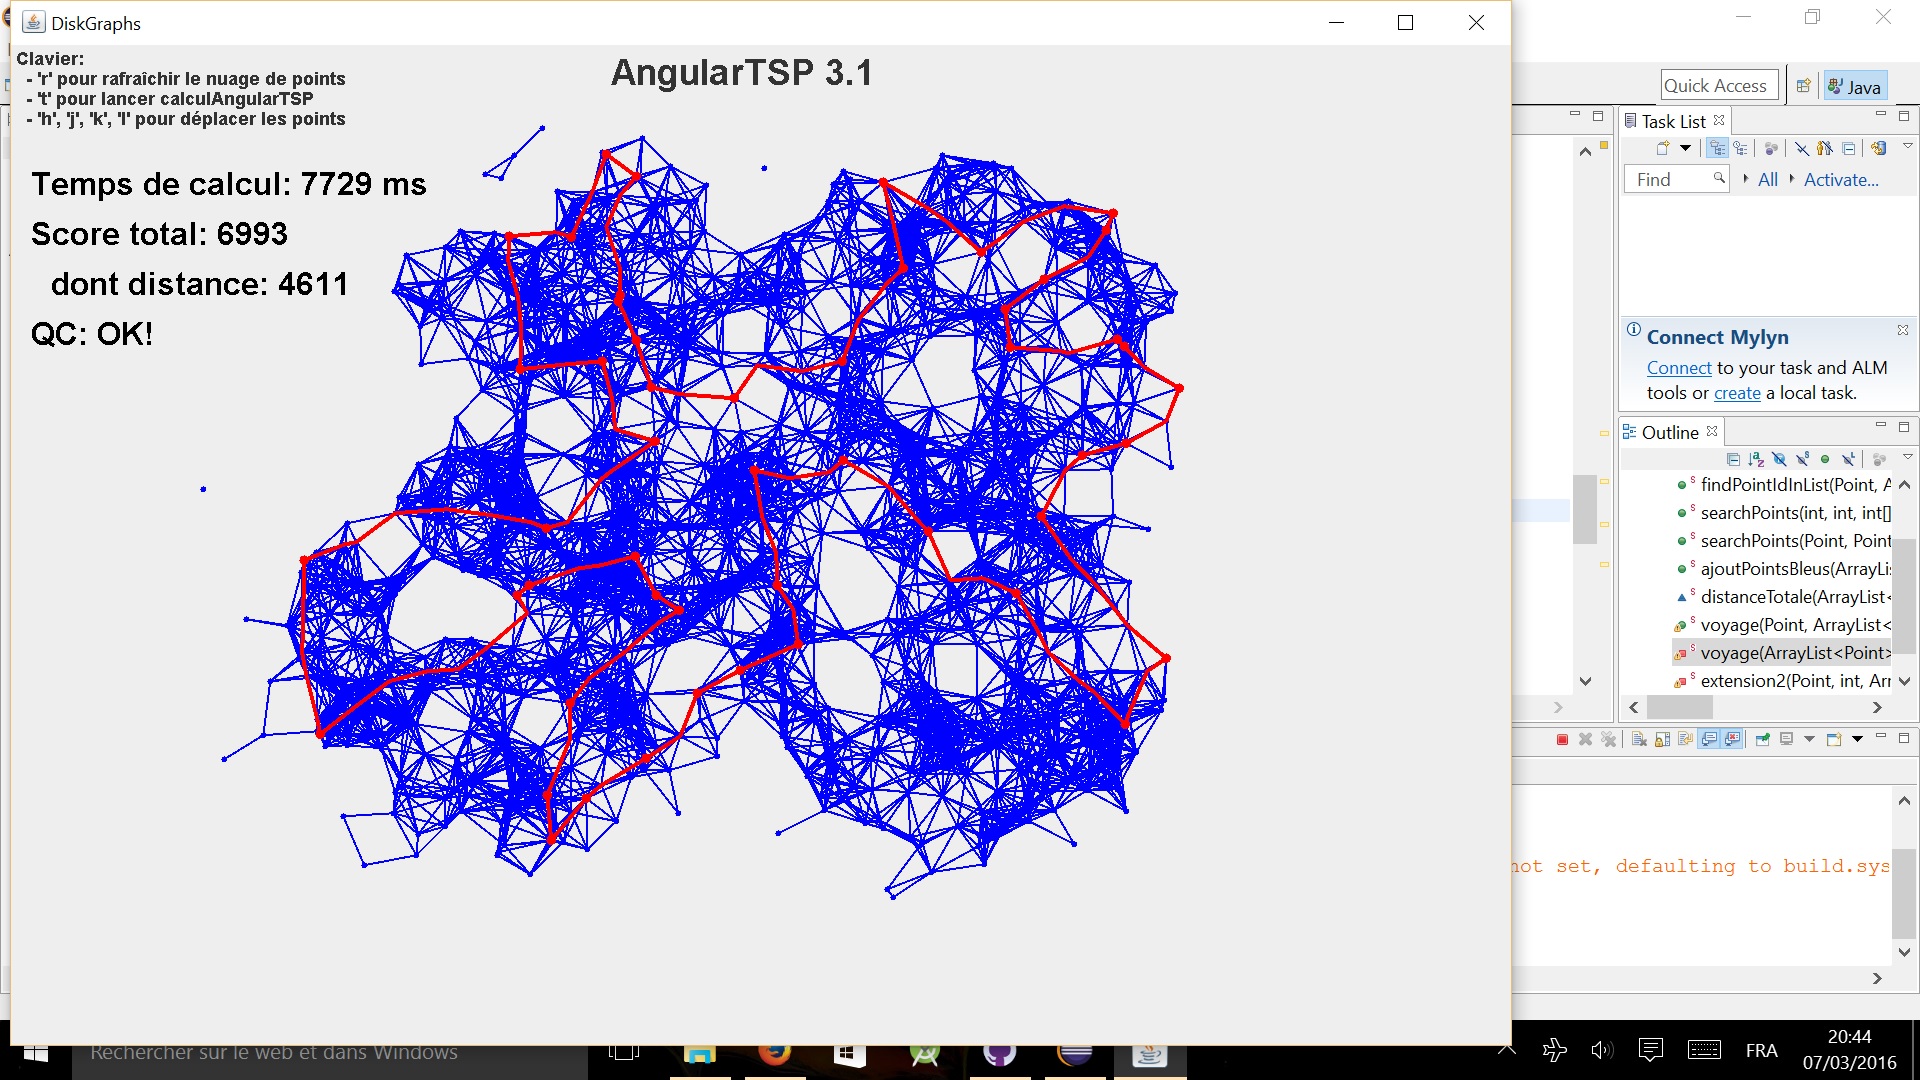 DiskGraphs
Clavier:
- 'r' pour rafraîchir le nuage de points
- 't' pour lancer calculAngularTSP
- 'h', 'j', 'k', 'l' pour déplacer les points
AngularTSP 3.1
Temps de calcul: 7729 ms
Score total: 6993
dont distance: 4611
QC: OK!
Quick Access
Java
Task List
Find
All
Activate...
Connect Mylyn
Connect to your task and ALM
tools or create a local task.
Outline
findPointIdInList(Point, A
searchPoints(int, int, int[]
searchPoints(Point, Point
ajoutPointsBleus(ArrayLi
distanceTotale(ArrayList<
voyage(Point, ArrayList<
voyage(ArrayList<Point>
extension2(Point, int, Arr
not set, defaulting to build.sys
Rechercher sur le web et dans Windows
FRA
20:44
07/03/2016